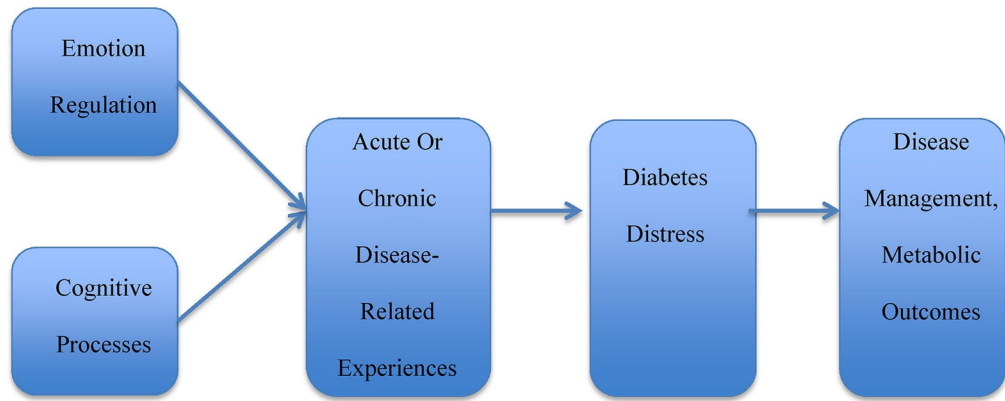 Emotion
Regulation
Cognitive
Processes
Acute Or
Chronic
Disease-
Related
Experiences
Diabetes
Distress
Disease
Management,
Metabolic
Outcomes